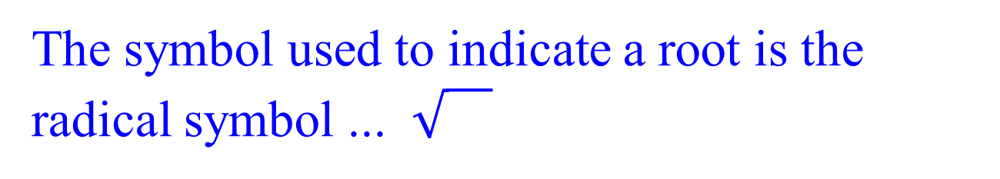 The symbol used to indicate a root is the
radical symbol ... √